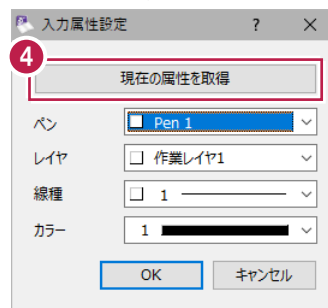 入力属性設定 ?
4
現在の属性を取得
ペン Pen 1
レイヤ 作業レイヤ1
線種 1
カラー 1
OK キャンセル